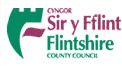 CYNGOR
Sir y Fflint
Flintshire
COUNTY COUNCIL